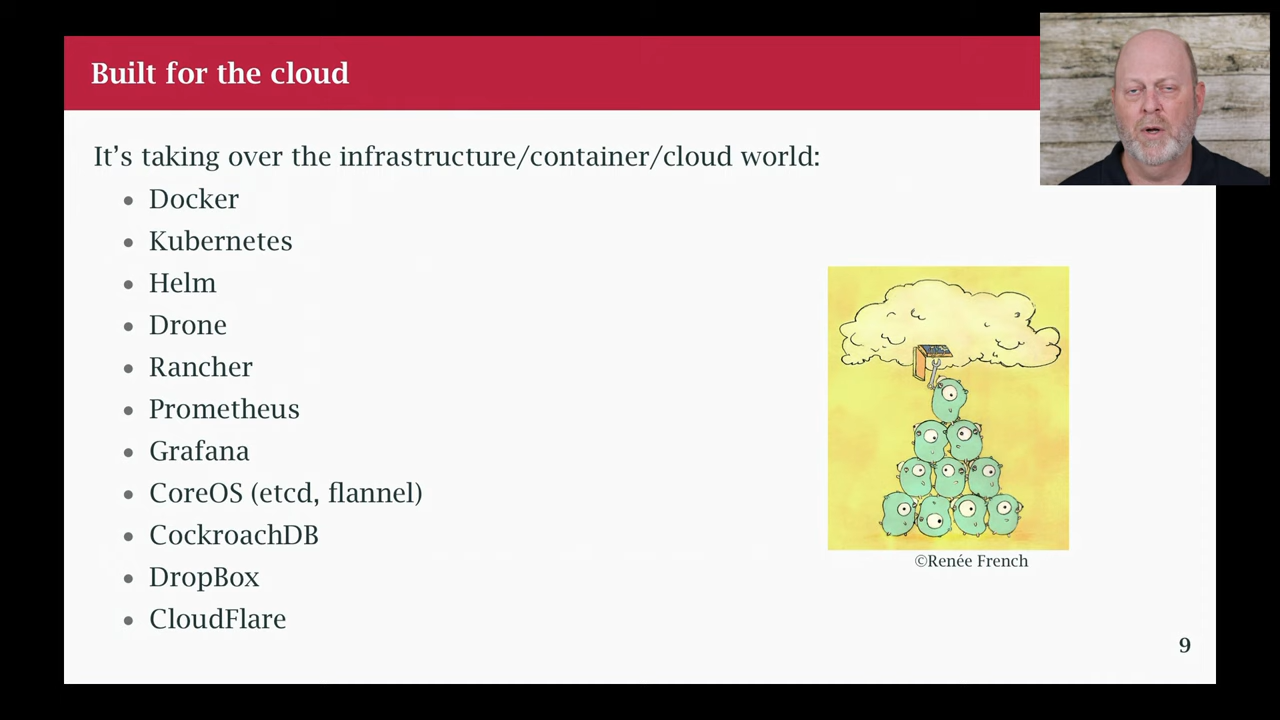 Built for the cloud
It’s taking over the infrastructure/container/cloud world:
• Docker
• Kubernetes
• Helm
• Drone
• Rancher
• Prometheus
• Grafana
• CoreOS (etcd, flannel)
• CockroachDB
• DropBox
• CloudFlare
©Renée French
9